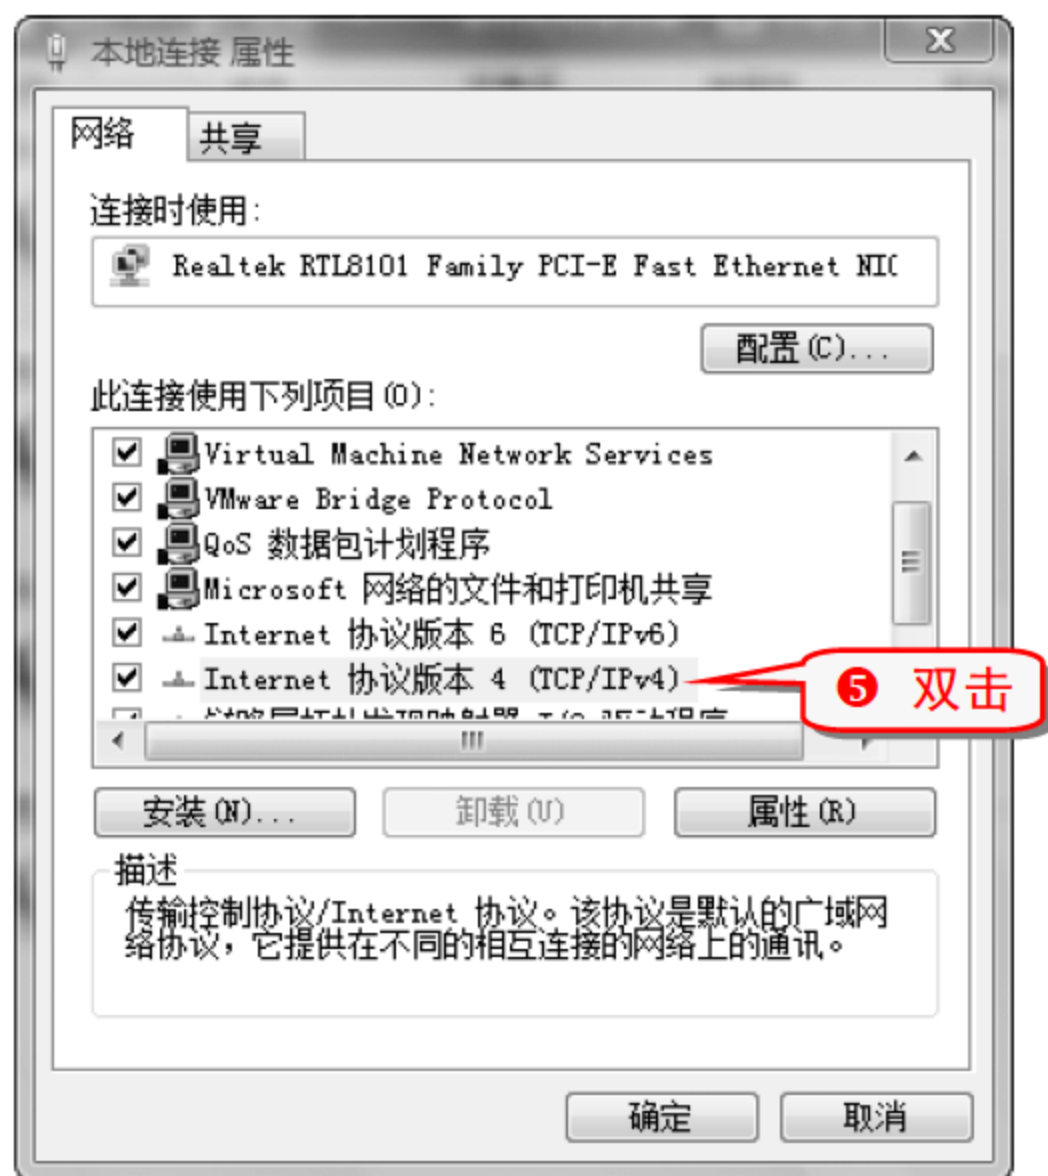 本地连接 属性
网络
共享
连接时使用:
Realtek RTL8101 Family PCI-E Fast Ethernet NI
配置(C)...
此连接使用下列项目(O):
Virtual Machine Network Services
VMware Bridge Protocol
QoS 数据包计划程序
Microsoft 网络的文件和打印机共享
Internet 协议版本 6 (TCP/IPv6)
Internet 协议版本 4 (TCP/IPv4)
❺ 双击
安装(N)...
卸载(U)
属性(R)
描述
传输控制协议/Internet 协议。该协议是默认的广域网
络协议，它提供在不同的相互连接的网络上的通讯。
确定
取消